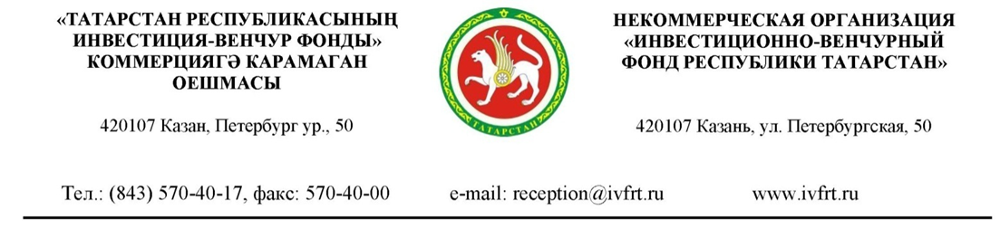 «ТАТАРСТАН РЕСПУБЛИКАСЫНЫҢ
ИНВЕСТИЦИЯ-ВЕНЧУР ФОНДЫ»
КОММЕРЦИЯГӘ КАРАМАГАН
ОЕШМАСЫ
420107 Казан, Петербург ур., 50
ТАТАРСТАН
НЕКОММЕРЧЕСКАЯ ОРГАНИЗАЦИЯ
«ИНВЕСТИЦИОННО-ВЕНЧУРНЫЙ
ФОНД РЕСПУБЛИКИ ТАТАРСТАН»
420107 Казань, ул. Петербургская, 50
Тел.: (843) 570-40-17, факс: 570-40-00 e-mail: reception@ivfrt.ru www.ivfrt.ru